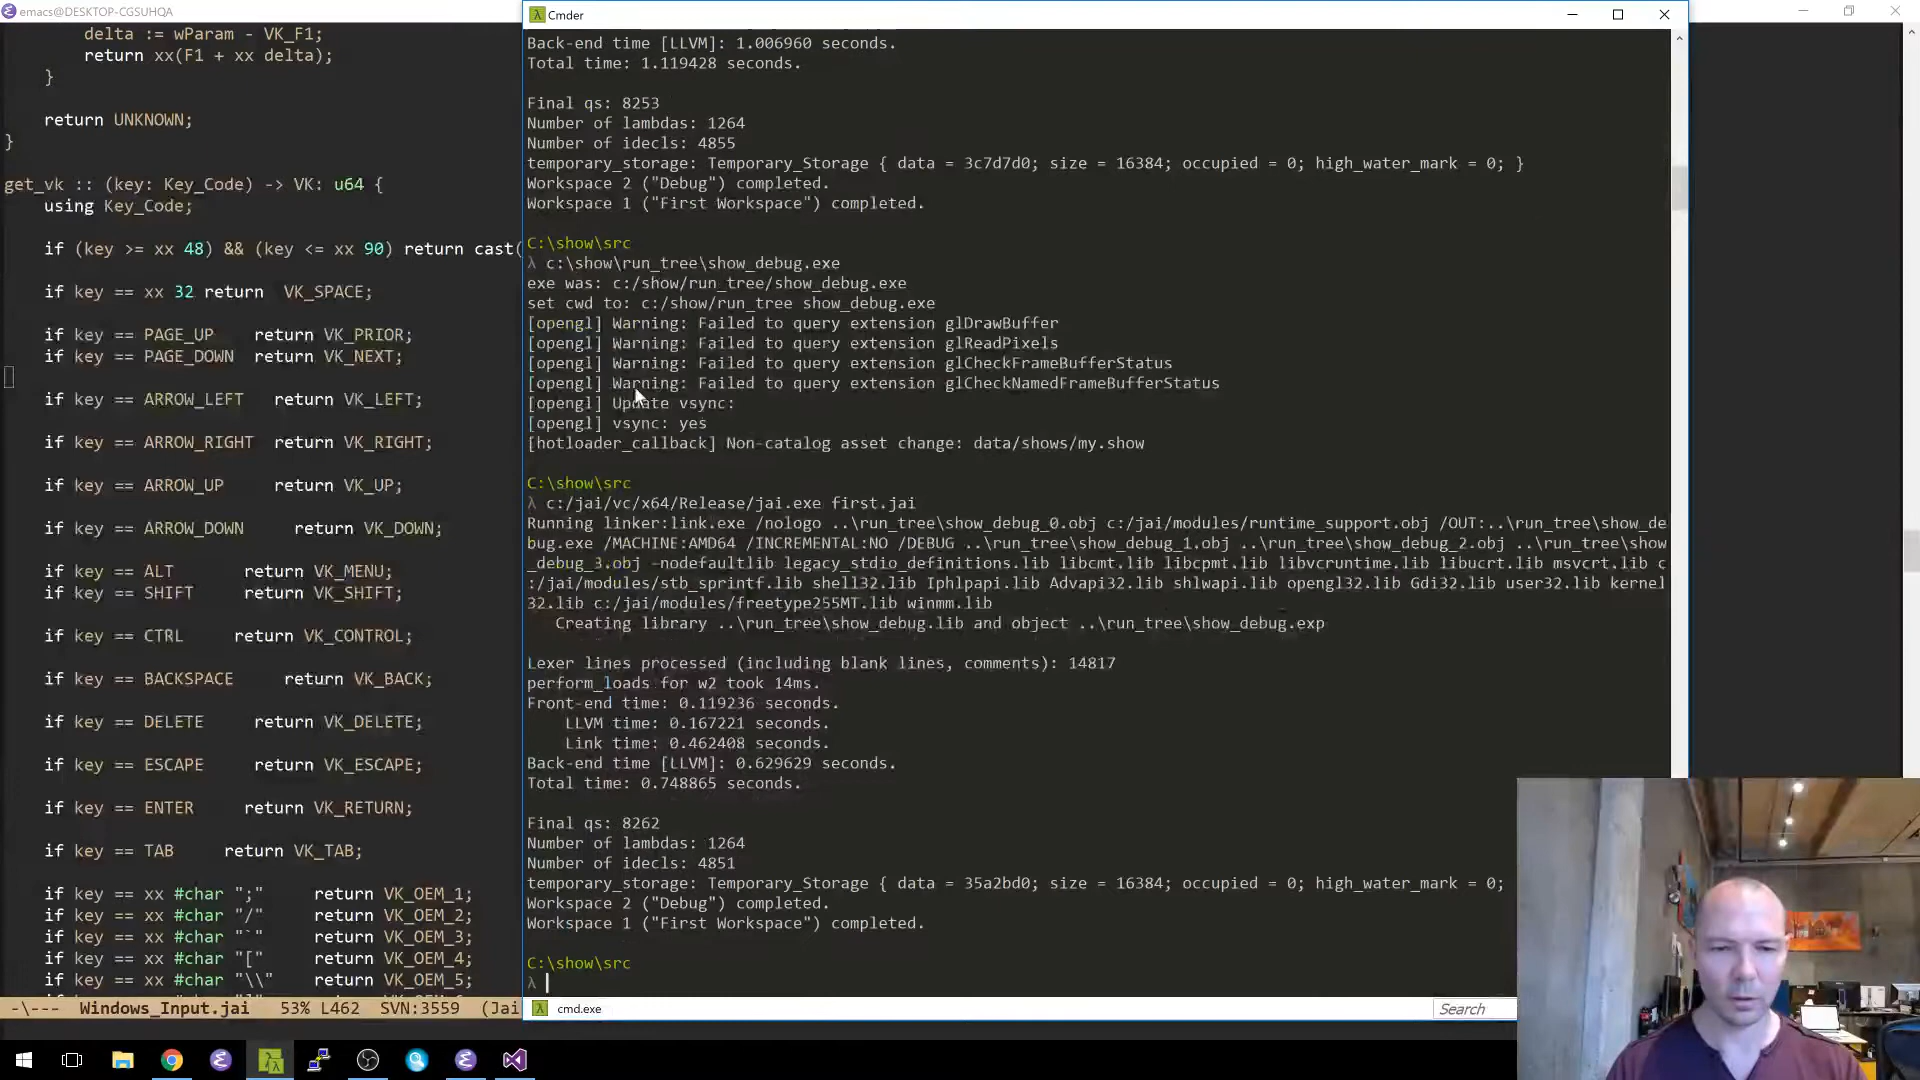 emacs@DESKTOP-CGSUHQA
delta := wParam - VK_F1;
return xx(F1 + xx delta);
}
return UNKNOWN;
}
get_vk :: (key: Key_Code) -> VK: u64 {
using Key_Code;
if (key >= xx 48) && (key <= xx 90) return cast(
if key == xx 32 return  VK_SPACE;
if key == PAGE_UP    return VK_PRIOR;
if key == PAGE_DOWN  return VK_NEXT;
if key == ARROW_LEFT   return VK_LEFT;
if key == ARROW_RIGHT  return VK_RIGHT;
if key == ARROW_UP     return VK_UP;
if key == ARROW_DOWN     return VK_DOWN;
if key == ALT       return VK_MENU;
if key == SHIFT     return VK_SHIFT;
if key == CTRL     return VK_CONTROL;
if key == BACKSPACE     return VK_BACK;
if key == DELETE     return VK_DELETE;
if key == ESCAPE     return VK_ESCAPE;
if key == ENTER     return VK_RETURN;
if key == TAB     return VK_TAB;
if key == xx #char ";"     return VK_OEM_1;
if key == xx #char "/"     return VK_OEM_2;
if key == xx #char "`"     return VK_OEM_3;
if key == xx #char "["     return VK_OEM_4;
if key == xx #char "\\"    return VK_OEM_5;
-\---  Windows_Input.jai    53% L462  SVN:3559  (Jai
Cmder
Back-end time [LLVM]: 1.006960 seconds.
Total time: 1.119428 seconds.
Final qs: 8253
Number of lambdas: 1264
Number of idecls: 4855
temporary_storage: Temporary_Storage { data = 3c7d7d0; size = 16384; occupied = 0; high_water_mark = 0; }
Workspace 2 ("Debug") completed.
Workspace 1 ("First Workspace") completed.
C:\show\src
λ c:\show\run_tree\show_debug.exe
exe was: c:/show/run_tree/show_debug.exe
set cwd to: c:/show/run_tree show_debug.exe
[opengl] Warning: Failed to query extension glDrawBuffer
[opengl] Warning: Failed to query extension glReadPixels
[opengl] Warning: Failed to query extension glCheckFrameBufferStatus
[opengl] Warning: Failed to query extension glCheckNamedFrameBufferStatus
[opengl] Update vsync:
[opengl] vsync: yes
[hotloader_callback] Non-catalog asset change: data/shows/my.show
C:\show\src
λ c:/jai/vc/x64/Release/jai.exe first.jai
Running linker:link.exe /nologo ..\run_tree\show_debug_0.obj c:/jai/modules/runtime_support.obj /OUT:..\run_tree\show_de
bug.exe /MACHINE:AMD64 /INCREMENTAL:NO /DEBUG ..\run_tree\show_debug_1.obj ..\run_tree\show_debug_2.obj ..\run_tree\show
_debug_3.obj -nodefaultlib legacy_stdio_definitions.lib libcmt.lib libcpmt.lib libvcruntime.lib libucrt.lib msvcrt.lib c
:/jai/modules/stb_sprintf.lib shell32.lib Iphlpapi.lib Advapi32.lib shlwapi.lib opengl32.lib Gdi32.lib user32.lib kernel
32.lib c:/jai/modules/freetype255MT.lib winmm.lib
Creating library ..\run_tree\show_debug.lib and object ..\run_tree\show_debug.exp
Lexer lines processed (including blank lines, comments): 14817
perform_loads for w2 took 14ms.
Front-end time: 0.119236 seconds.
LLVM time: 0.167221 seconds.
Link time: 0.462408 seconds.
Back-end time [LLVM]: 0.629629 seconds.
Total time: 0.748865 seconds.
Final qs: 8262
Number of lambdas: 1264
Number of idecls: 4851
temporary_storage: Temporary_Storage { data = 35a2bd0; size = 16384; occupied = 0; high_water_mark = 0;
Workspace 2 ("Debug") completed.
Workspace 1 ("First Workspace") completed.
C:\show\src
λ
cmd.exe
Search